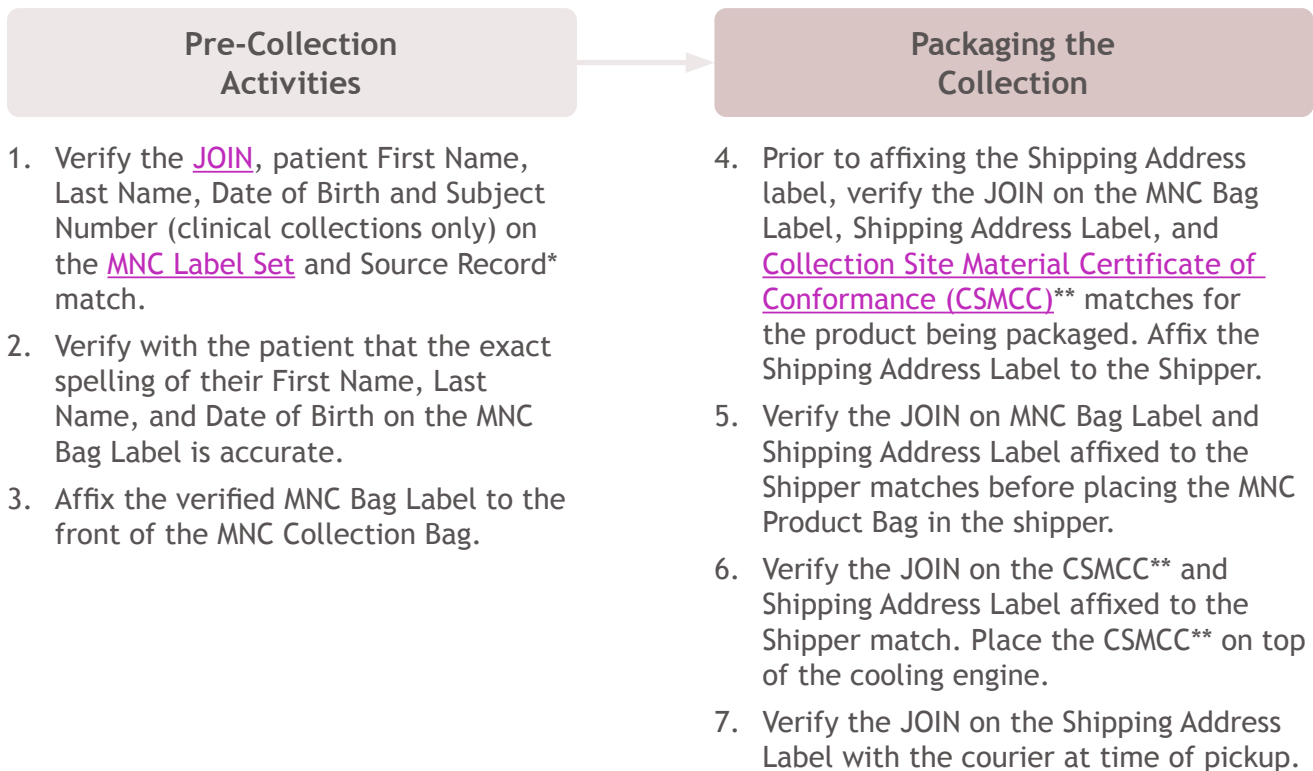 Pre-Collection
Activities
1. Verify the JOIN, patient First Name,
Last Name, Date of Birth and Subject
Number (clinical collections only) on
the MNC Label Set and Source Record*
match.
2. Verify with the patient that the exact
spelling of their First Name, Last
Name, and Date of Birth on the MNC
Bag Label is accurate.
3. Affix the verified MNC Bag Label to the
front of the MNC Collection Bag.
Packaging the
Collection
4. Prior to affixing the Shipping Address
label, verify the JOIN on the MNC Bag
Label, Shipping Address Label, and
Collection Site Material Certificate of
Conformance (CSMCC)** matches for
the product being packaged. Affix the
Shipping Address Label to the Shipper.
5. Verify the JOIN on MNC Bag Label and
Shipping Address Label affixed to the
Shipper matches before placing the MNC
Product Bag in the shipper.
6. Verify the JOIN on the CSMCC** and
Shipping Address Label affixed to the
Shipper match. Place the CSMCC** on top
of the cooling engine.
7. Verify the JOIN on the Shipping Address
Label with the courier at time of pickup.